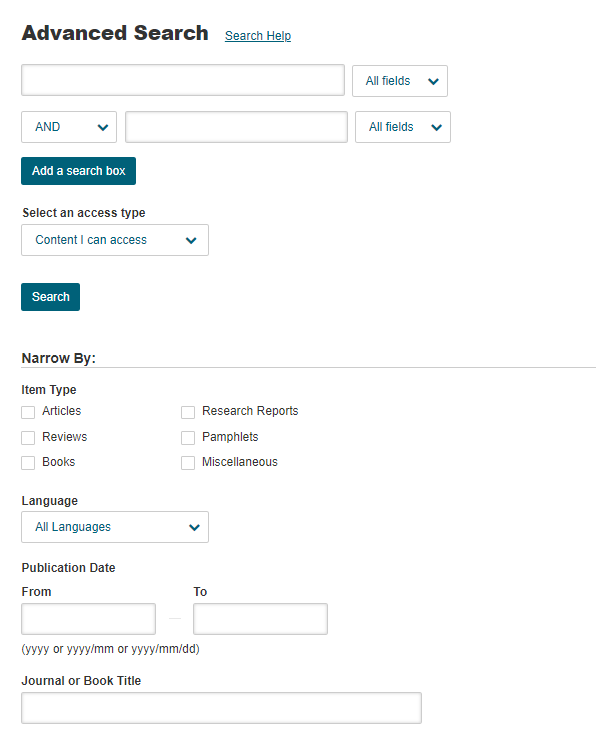 Advanced Search Search Help
All fields
AND All fields
Add a search box
Select an access type
Content I can access
Search
Narrow By:
Item Type
Articles Research Reports
Reviews Pamphlets
Books Miscellaneous
Language
All Languages
Publication Date
From To
(yyyy or yyyy/mm or yyyy/mm/dd)
Journal or Book Title